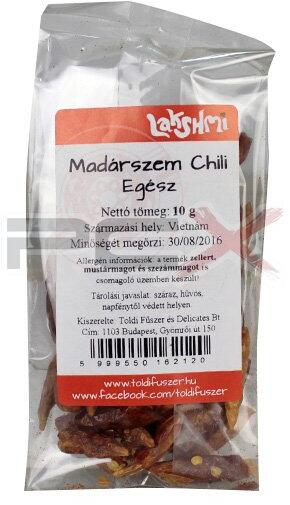 Lakshmi
Madárszem Chili
Egész
Nettó tömeg: 10 g
Származási hely: Vietnám
Minőségét megőrzi: 30/08/2016
Allergén információk: a termék zellert,
mustármagot és szezámmagot is
csomagoló üzemben készült!
Tárolási javaslat: száraz, hűvös,
napfénytől védett helyen
Kiszerelte: Toldi Fűszer és Delicates Bt
Cím: 1103 Budapest, Gyömrői út 150
5 999550 162120
www.toldifuszer.hu
www.facebook.com/toldifuszer